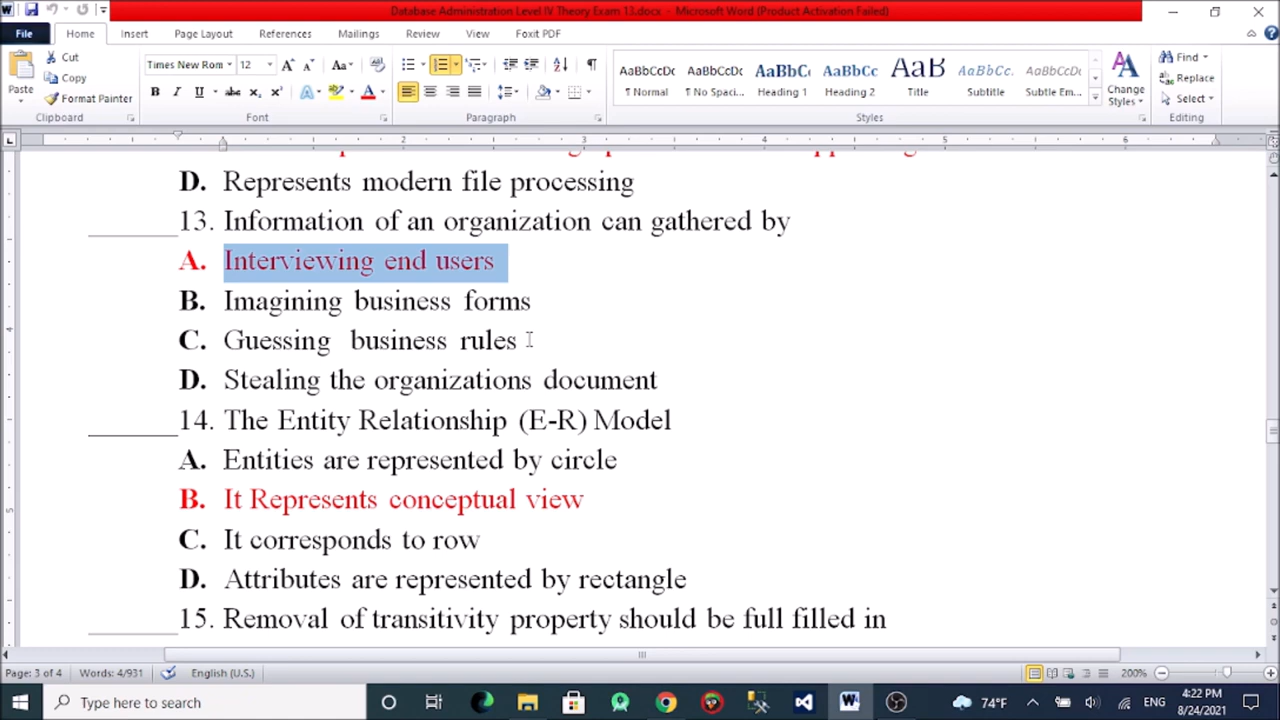 Database Administration Level IV Theory Exam 13.docx - Microsoft Word (Product Activation Failed)
File Home Insert Page Layout References Mailings Review View Foxit PDF
Paste
Cut
Copy
Format Painter
Clipboard
Times New Rom 12
Font
Paragraph
AaBbCcDc AaBbCcDc AaBbC AaBbCc AaB AaBbCc. AaBbCcDc
¶ Normal ¶ No Spaci... Heading 1 Heading 2 Title Subtitle Subtle Em...
Styles
Change Styles
Find
Replace
Select
Editing
D. Represents modern file processing
13. Information of an organization can gathered by
A. Interviewing end users
B. Imagining business forms
C. Guessing business rules
D. Stealing the organizations document
14. The Entity Relationship (E-R) Model
A. Entities are represented by circle
B. It Represents conceptual view
C. It corresponds to row
D. Attributes are represented by rectangle
15. Removal of transitivity property should be full filled in
Page: 3 of 4 Words: 4/931 English (U.S.) 200%
Type here to search
74°F ENG 4:22 PM
8/24/2021